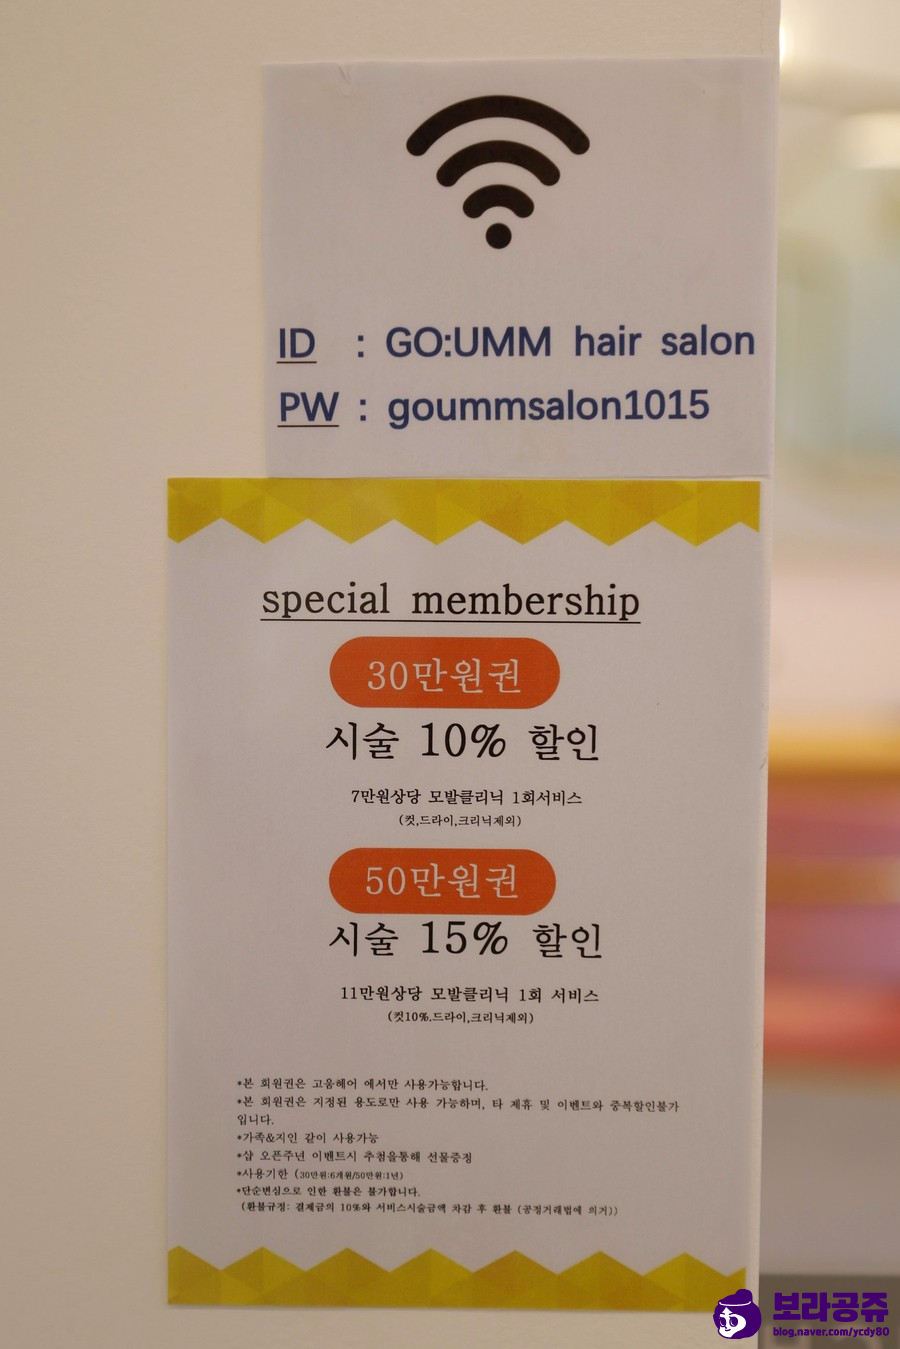 ID : GO:UMM hair salon
PW : goummsalon1015
special membership
30만원권
시술 10% 할인
7만원상당 모발클리닉 1회서비스
(컷,드라이,크리닉제외)
50만원권
시술 15% 할인
11만원상당 모발클리닉 1회 서비스
(컷10%.드라이,크리닉제외)
*본 회원권은 고움헤어 에서만 사용가능합니다.
*본 회원권은 지정된 용도로만 사용 가능하며, 타 제휴 및 이벤트와 중복할인불가
입니다.
*가족&지인 같이 사용가능
*샵 오픈주년 이벤트시 추첨을통해 선물증정
*사용기한 (30만원:6개월/50만원:1년)
*단순변심으로 인한 환불은 불가합니다.
(환불규정: 결제금의 10%와 서비스시술금액 차감 후 환불 (공정거래법에 의거))
보라공쥬
blog.naver.com/ycdy80